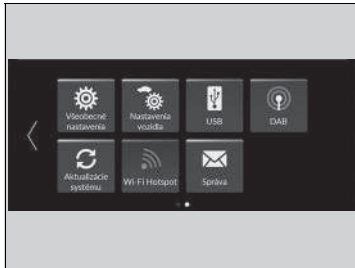 Všeobecné
nastavenia
Nastavenia
vozidla
USB
DAB
Aktualizácie
systému
Wi-Fi Hotspot
Správa